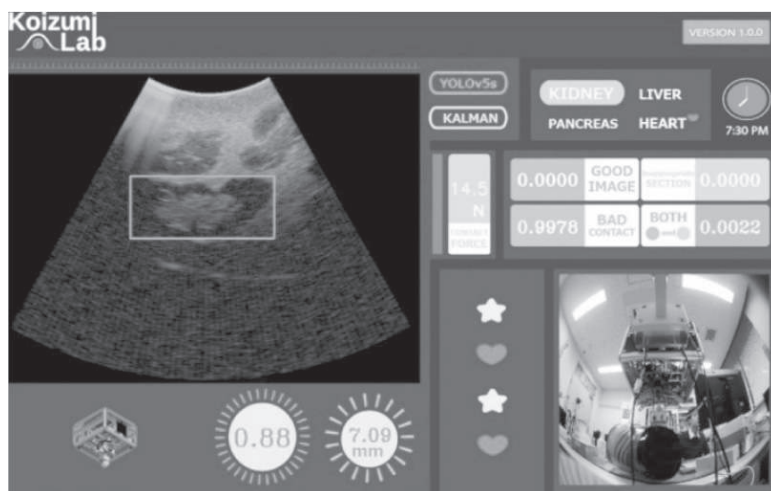 Koizumi
Lab
VERSION 1.0.0
YOLOv5s
KALMAN
KIDNEY
LIVER
PANCREAS
HEART
7:30 PM
14.5
N
FORCE
0.0000
GOOD
IMAGE
SECTION
0.0000
0.9978
BAD
CONTACT
BOTH
0.0022
0.88
7.09
mm